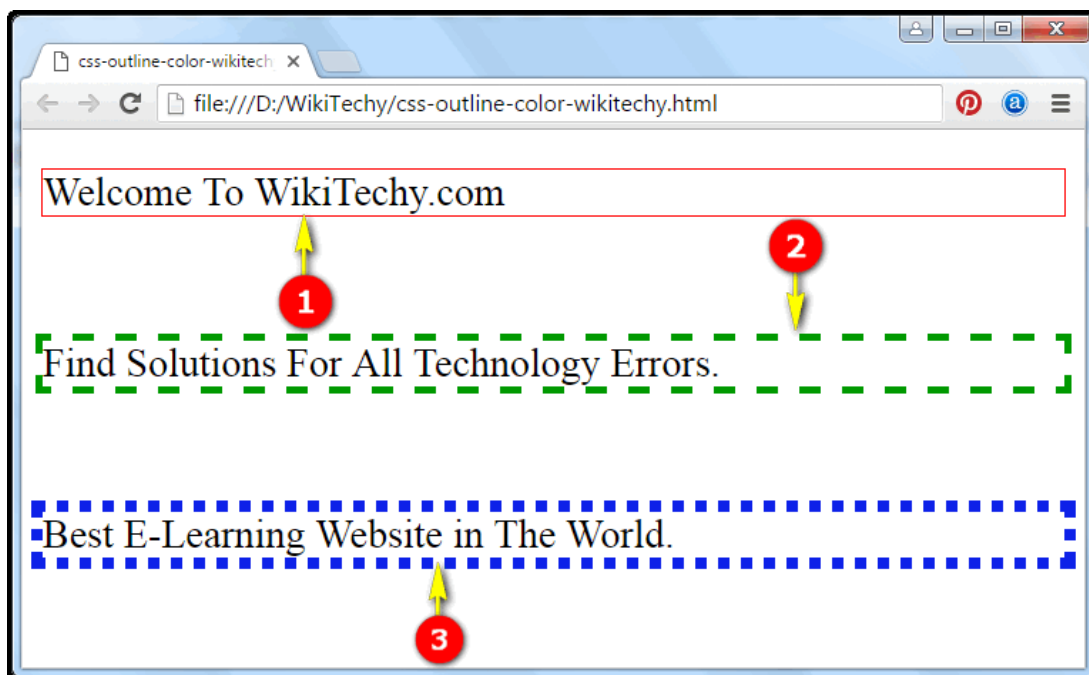 css-outline-color-wikitech
file:///D:/WikiTechy/css-outline-color-wikitechy.html
Welcome To WikiTechy.com
2
1
Find Solutions For All Technology Errors.
Best E-Learning Website in The World.
3